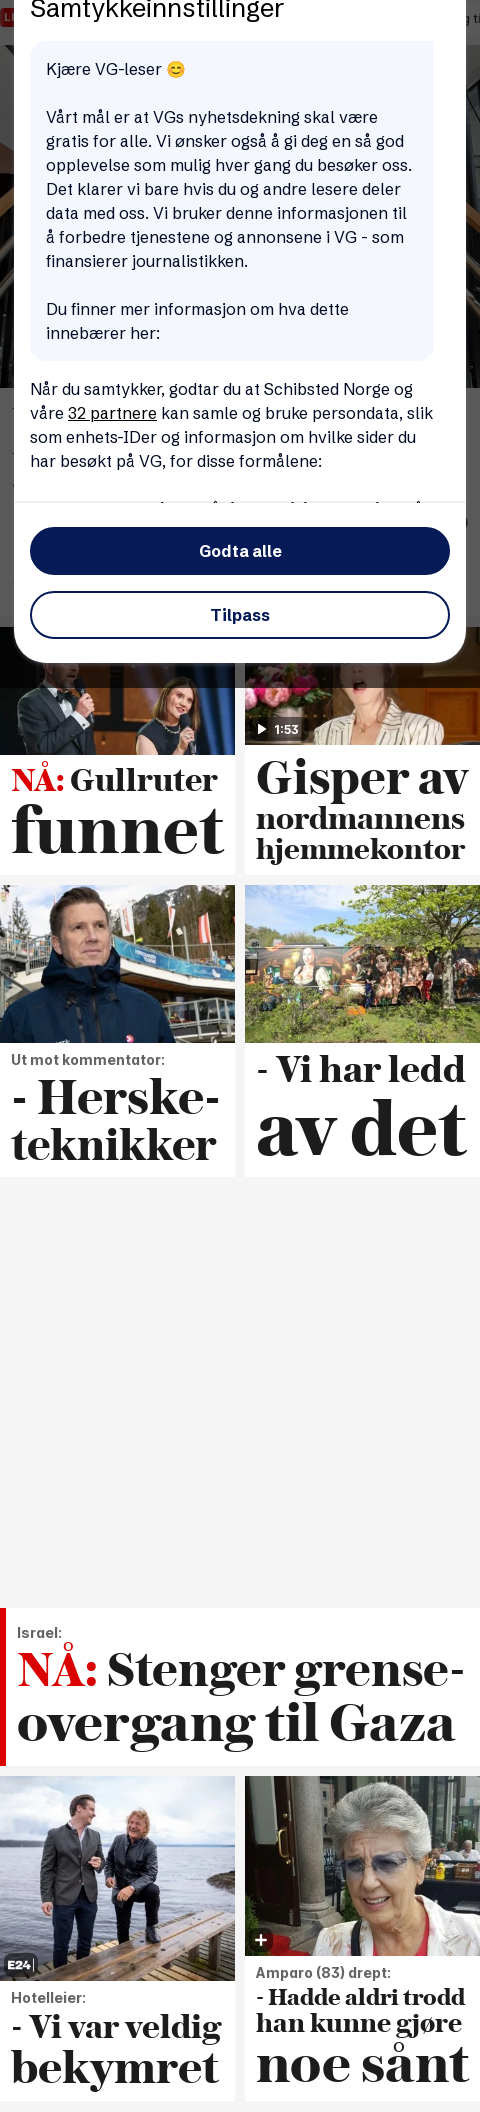 Samtykkeinnstillinger
Kjære VG-leser 😊
Vårt mål er at VGs nyhetsdekning skal være
gratis for alle. Vi ønsker også å gi deg en så god
opplevelse som mulig hver gang du besøker oss.
Det klarer vi bare hvis du og andre lesere deler
data med oss. Vi bruker denne informasjonen til
å forbedre tjenestene og annonsene i VG - som
finansierer journalistikken.
Du finner mer informasjon om hva dette
innebærer her:
Når du samtykker, godtar du at Schibsted Norge og
våre 32 partnere kan samle og bruke persondata, slik
som enhets-IDer og informasjon om hvilke sider du
har besøkt på VG, for disse formålene:
Godta alle
Tilpass
1:53
NÅ: Gullruter
funnet
Gisper av
nordmannens
hjemmekontor
Ut mot kommentator:
- Herske-
teknikker
- Vi har ledd
av det
Israel:
NÅ: Stenger grense-
overgang til Gaza
E24
Hotelleier:
- Vi var veldig
bekymret
Amparo (83) drept:
- Hadde aldri trodd
han kunne gjøre
noe sånt